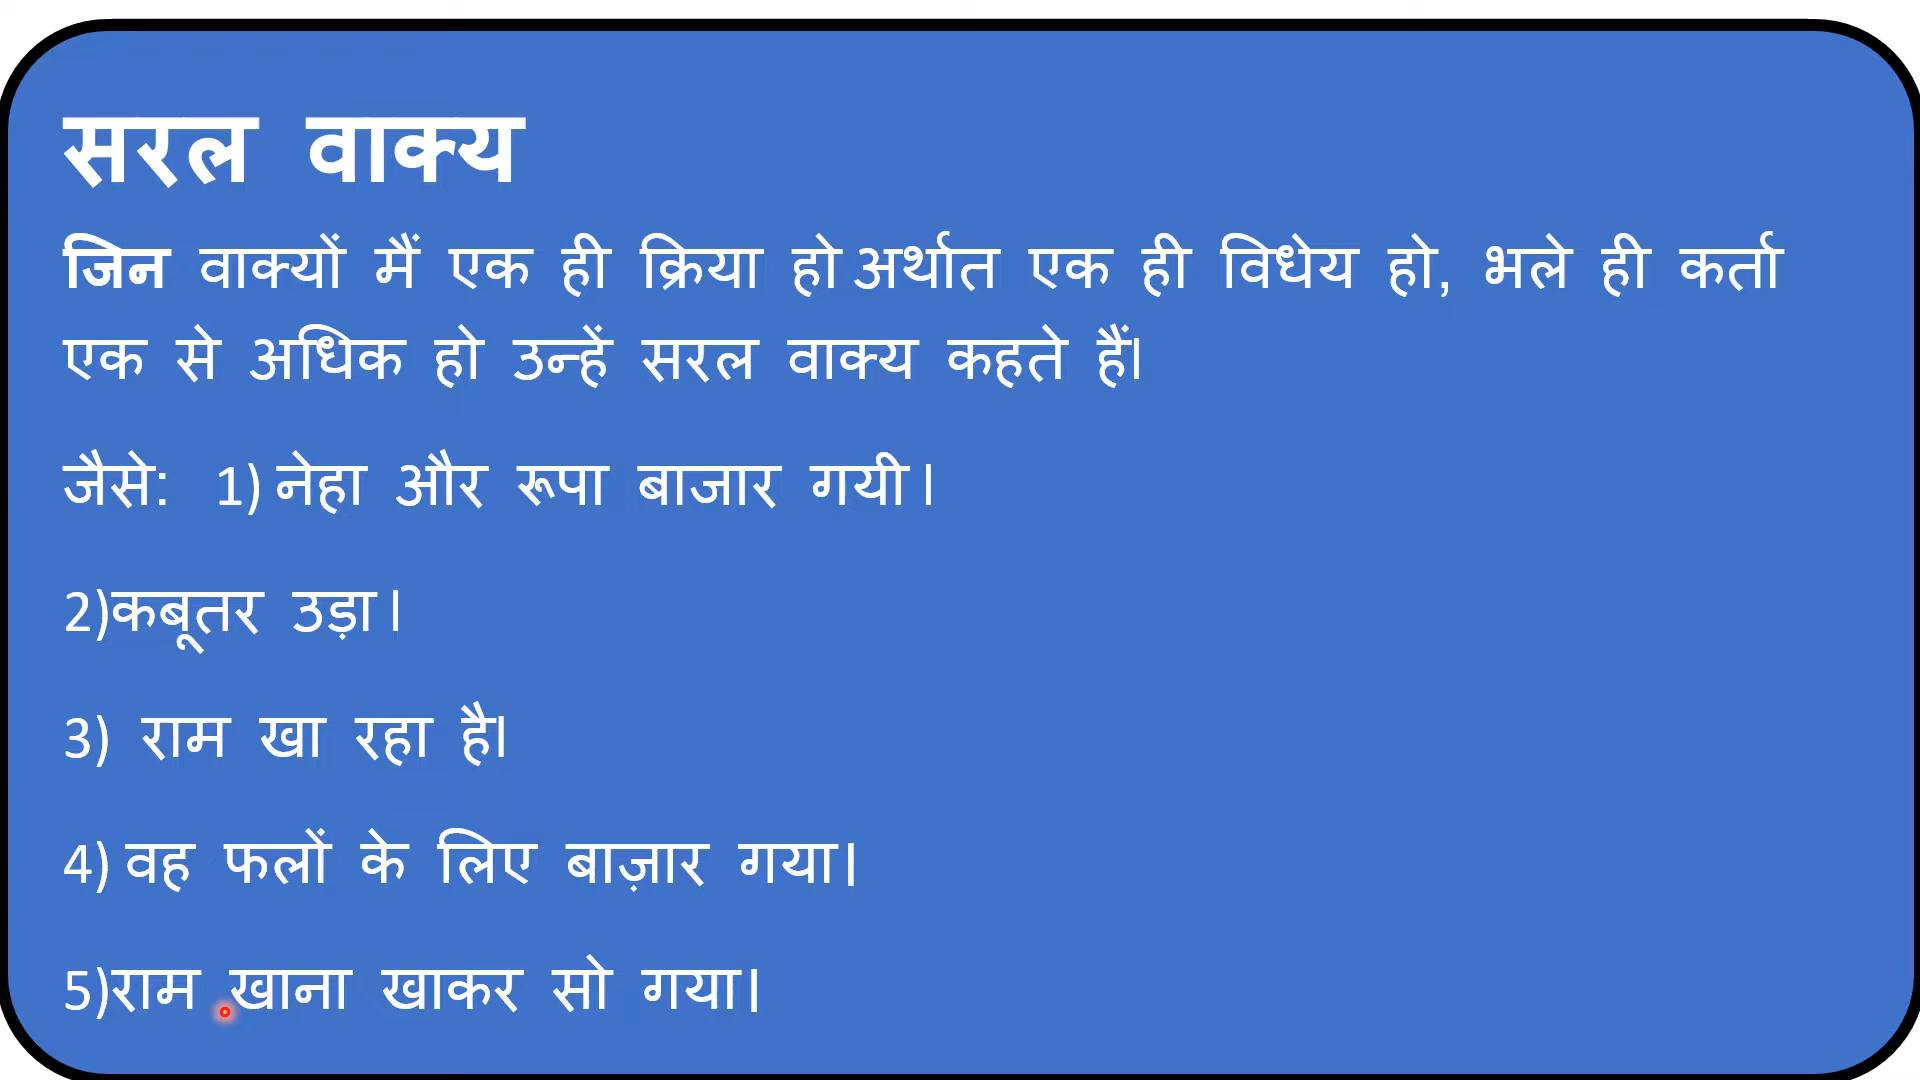 सरल वाक्य
जिन वाक्यों मैं एक ही क्रिया हो अर्थात एक ही विधेय हो, भले ही कर्ता
एक से अधिक हो उन्हें सरल वाक्य कहते हैं।
जैसे: 1) नेहा और रूपा बाजार गयी ।
2)कबूतर उड़ा ।
3) राम खा रहा है।
4) वह फलों के लिए बाज़ार गया।
5)राम खाना खाकर सो गया।